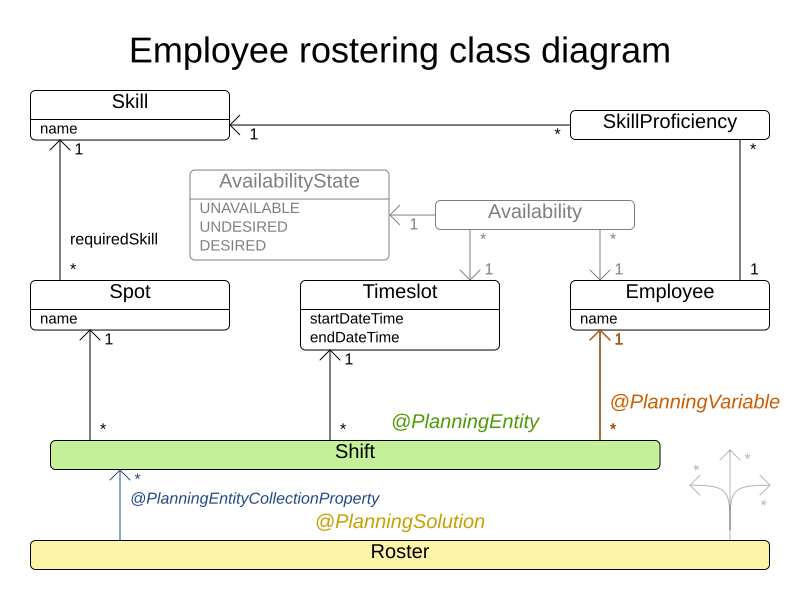 Employee rostering class diagram
Skill
name
1
1
*
SkillProficiency
*
AvailabilityState
UNAVAILABLE
UNDESIRED
DESIRED
1
Availability
*
*
requiredSkill
*
1
1
1
Spot
name
Timeslot
startDateTime
endDateTime
Employee
name
1
1
1
*
*
@PlanningEntity
@PlanningVariable
*
Shift
*
@PlanningEntityCollectionProperty
@PlanningSolution
*
*
*
Roster